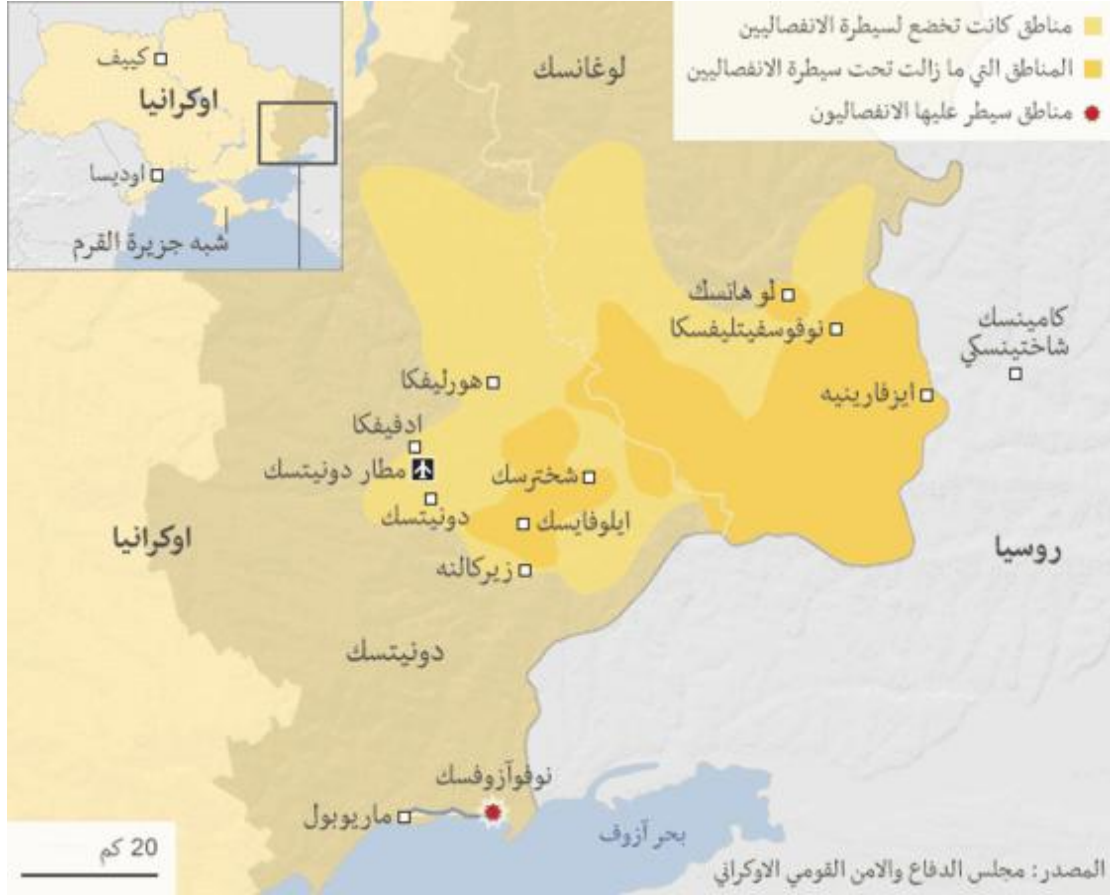 مناطق كانت تخضع لسيطرة الانفصاليين
المناطق التي ما زالت تحت سيطرة الانفصاليين
مناطق سيطر عليها الانفصاليون
كييف
اوكرانيا
اوديسا
شبه جزيرة القرم
لوغانسك
لو هانسك
نوفوسفيتليفسكا
كامينسك
شاختينسكي
ايزفارينيه
هورليفكا
ادفيفكا
مطار دونيتسك
شخترسك
دونيتسك
ايلوفايسك
زيركالنه
روسيا
اوكرانيا
دونيتسك
نوفوآزوفسك
ماريوبول
بحر آزوف
20 كم
المصدر: مجلس الدفاع والامن القومي الاوكراني